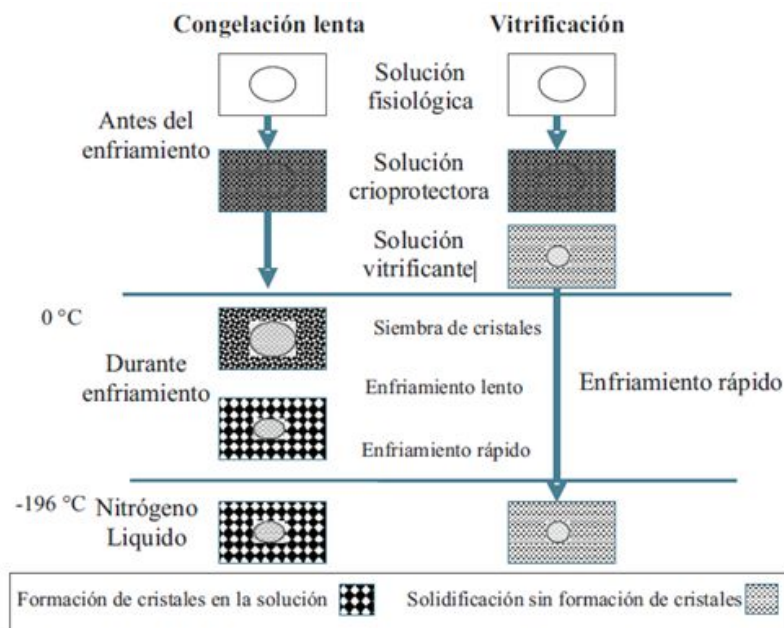 Congelación lenta
Vitrificación
Solución
fisiológica
Antes del
enfriamiento
Solución
crioprotectora
Solución
vitrificante|
0 °C
Siembra de cristales
Durante
enfriamiento
Enfriamiento lento
Enfriamiento rápido
Enfriamiento rápido
-196 °C
Nitrógeno
Liquido
Formación de cristales en la solución
Solidificación sin formación de cristales